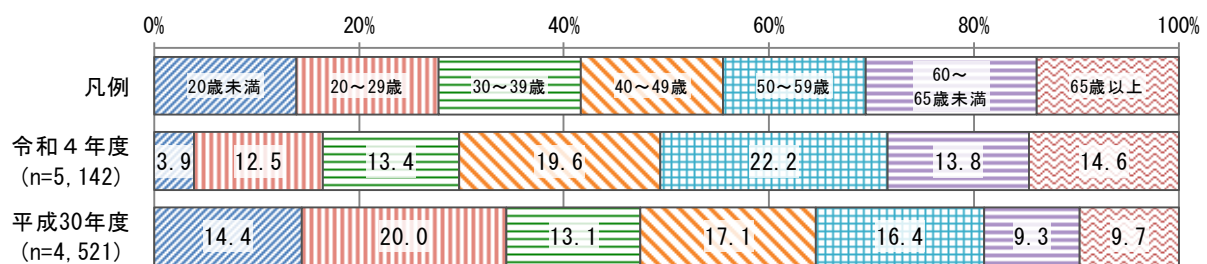 0% 20% 40% 60% 80% 100%
凡例 20歳未満 20～29歳 30～39歳 40～49歳 50～59歳 60～
65歳未満 65歳以上
令和４年度
(n=5,142)
3.9 12.5 13.4 19.6 22.2 13.8 14.6
平成30年度
(n=4,521)
14.4 20.0 13.1 17.1 16.4 9.3 9.7